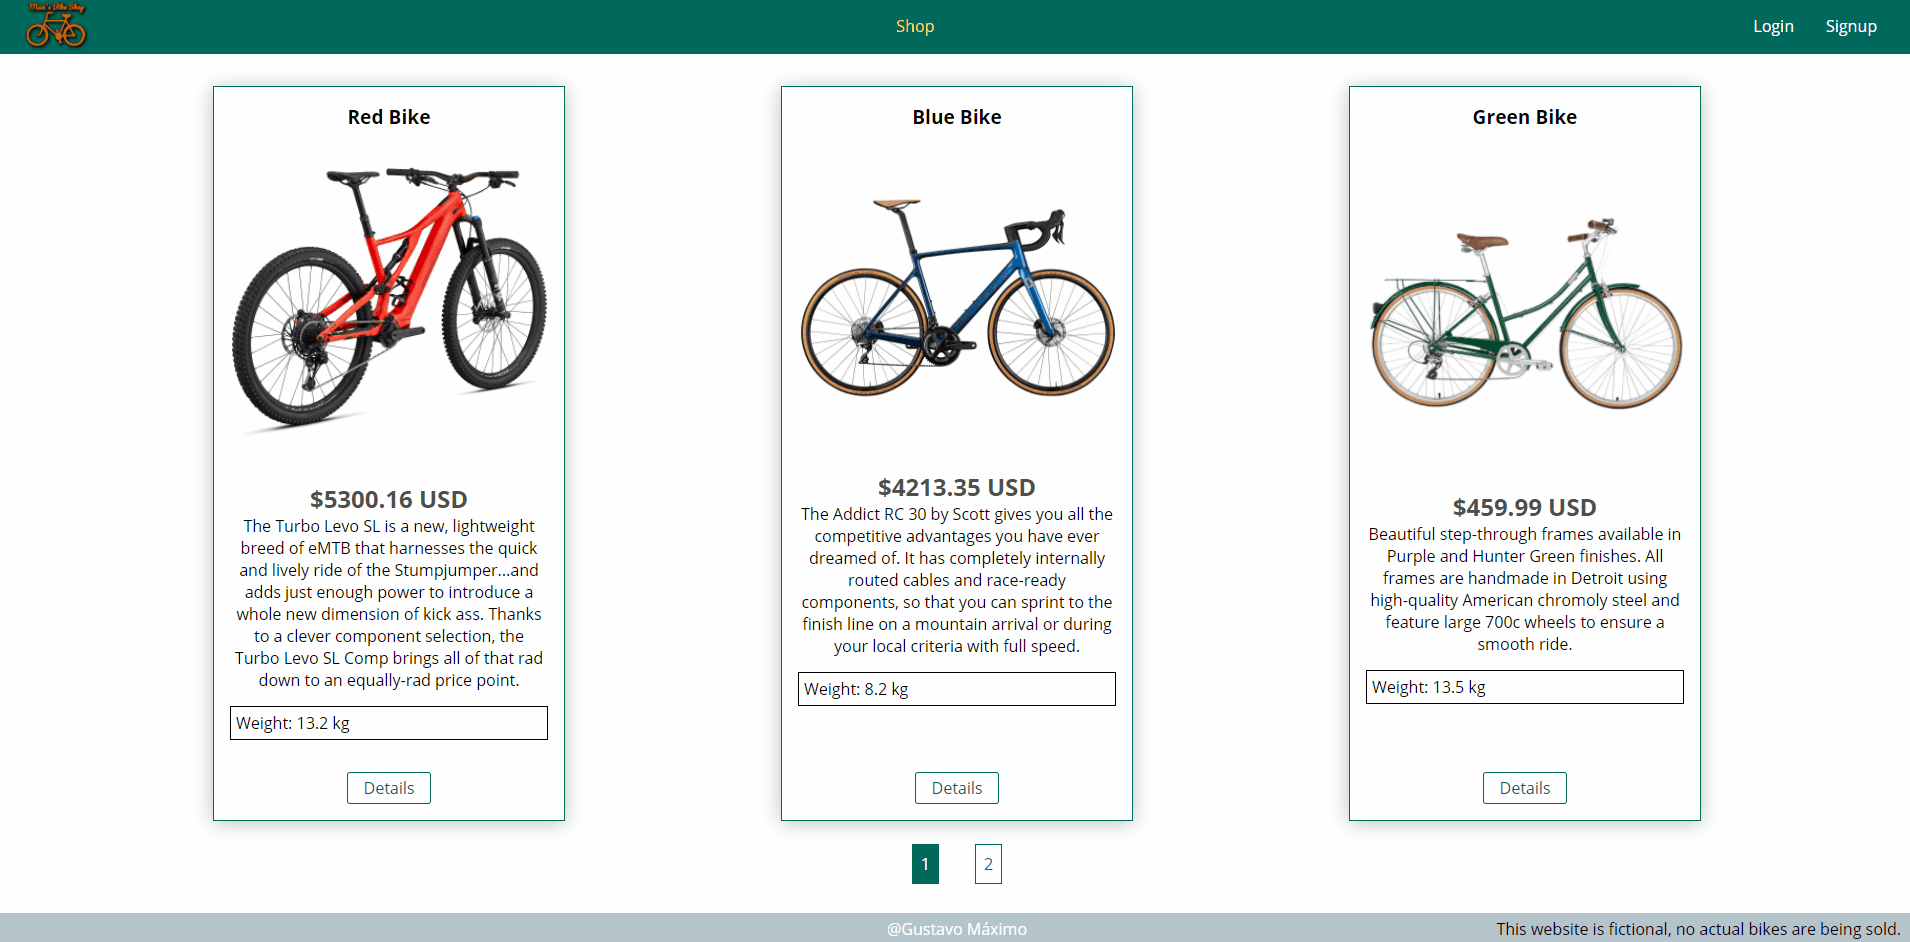 Max's Bike Shop
Shop
Login
Signup
Red Bike
$5300.16 USD
The Turbo Levo SL is a new, lightweight
breed of eMTB that harnesses the quick
and lively ride of the Stumpjumper...and
adds just enough power to introduce a
whole new dimension of kick ass. Thanks
to a clever component selection, the
Turbo Levo SL Comp brings all of that rad
down to an equally-rad price point.
Weight: 13.2 kg
Details
Blue Bike
$4213.35 USD
The Addict RC 30 by Scott gives you all the
competitive advantages you have ever
dreamed of. It has completely internally
routed cables and race-ready
components, so that you can sprint to the
finish line on a mountain arrival or during
your local criteria with full speed.
Weight: 8.2 kg
Details
Green Bike
$459.99 USD
Beautiful step-through frames available in
Purple and Hunter Green finishes. All
frames are handmade in Detroit using
high-quality American chromoly steel and
feature large 700c wheels to ensure a
smooth ride.
Weight: 13.5 kg
Details
1
2
@Gustavo Máximo
This website is fictional, no actual bikes are being sold.